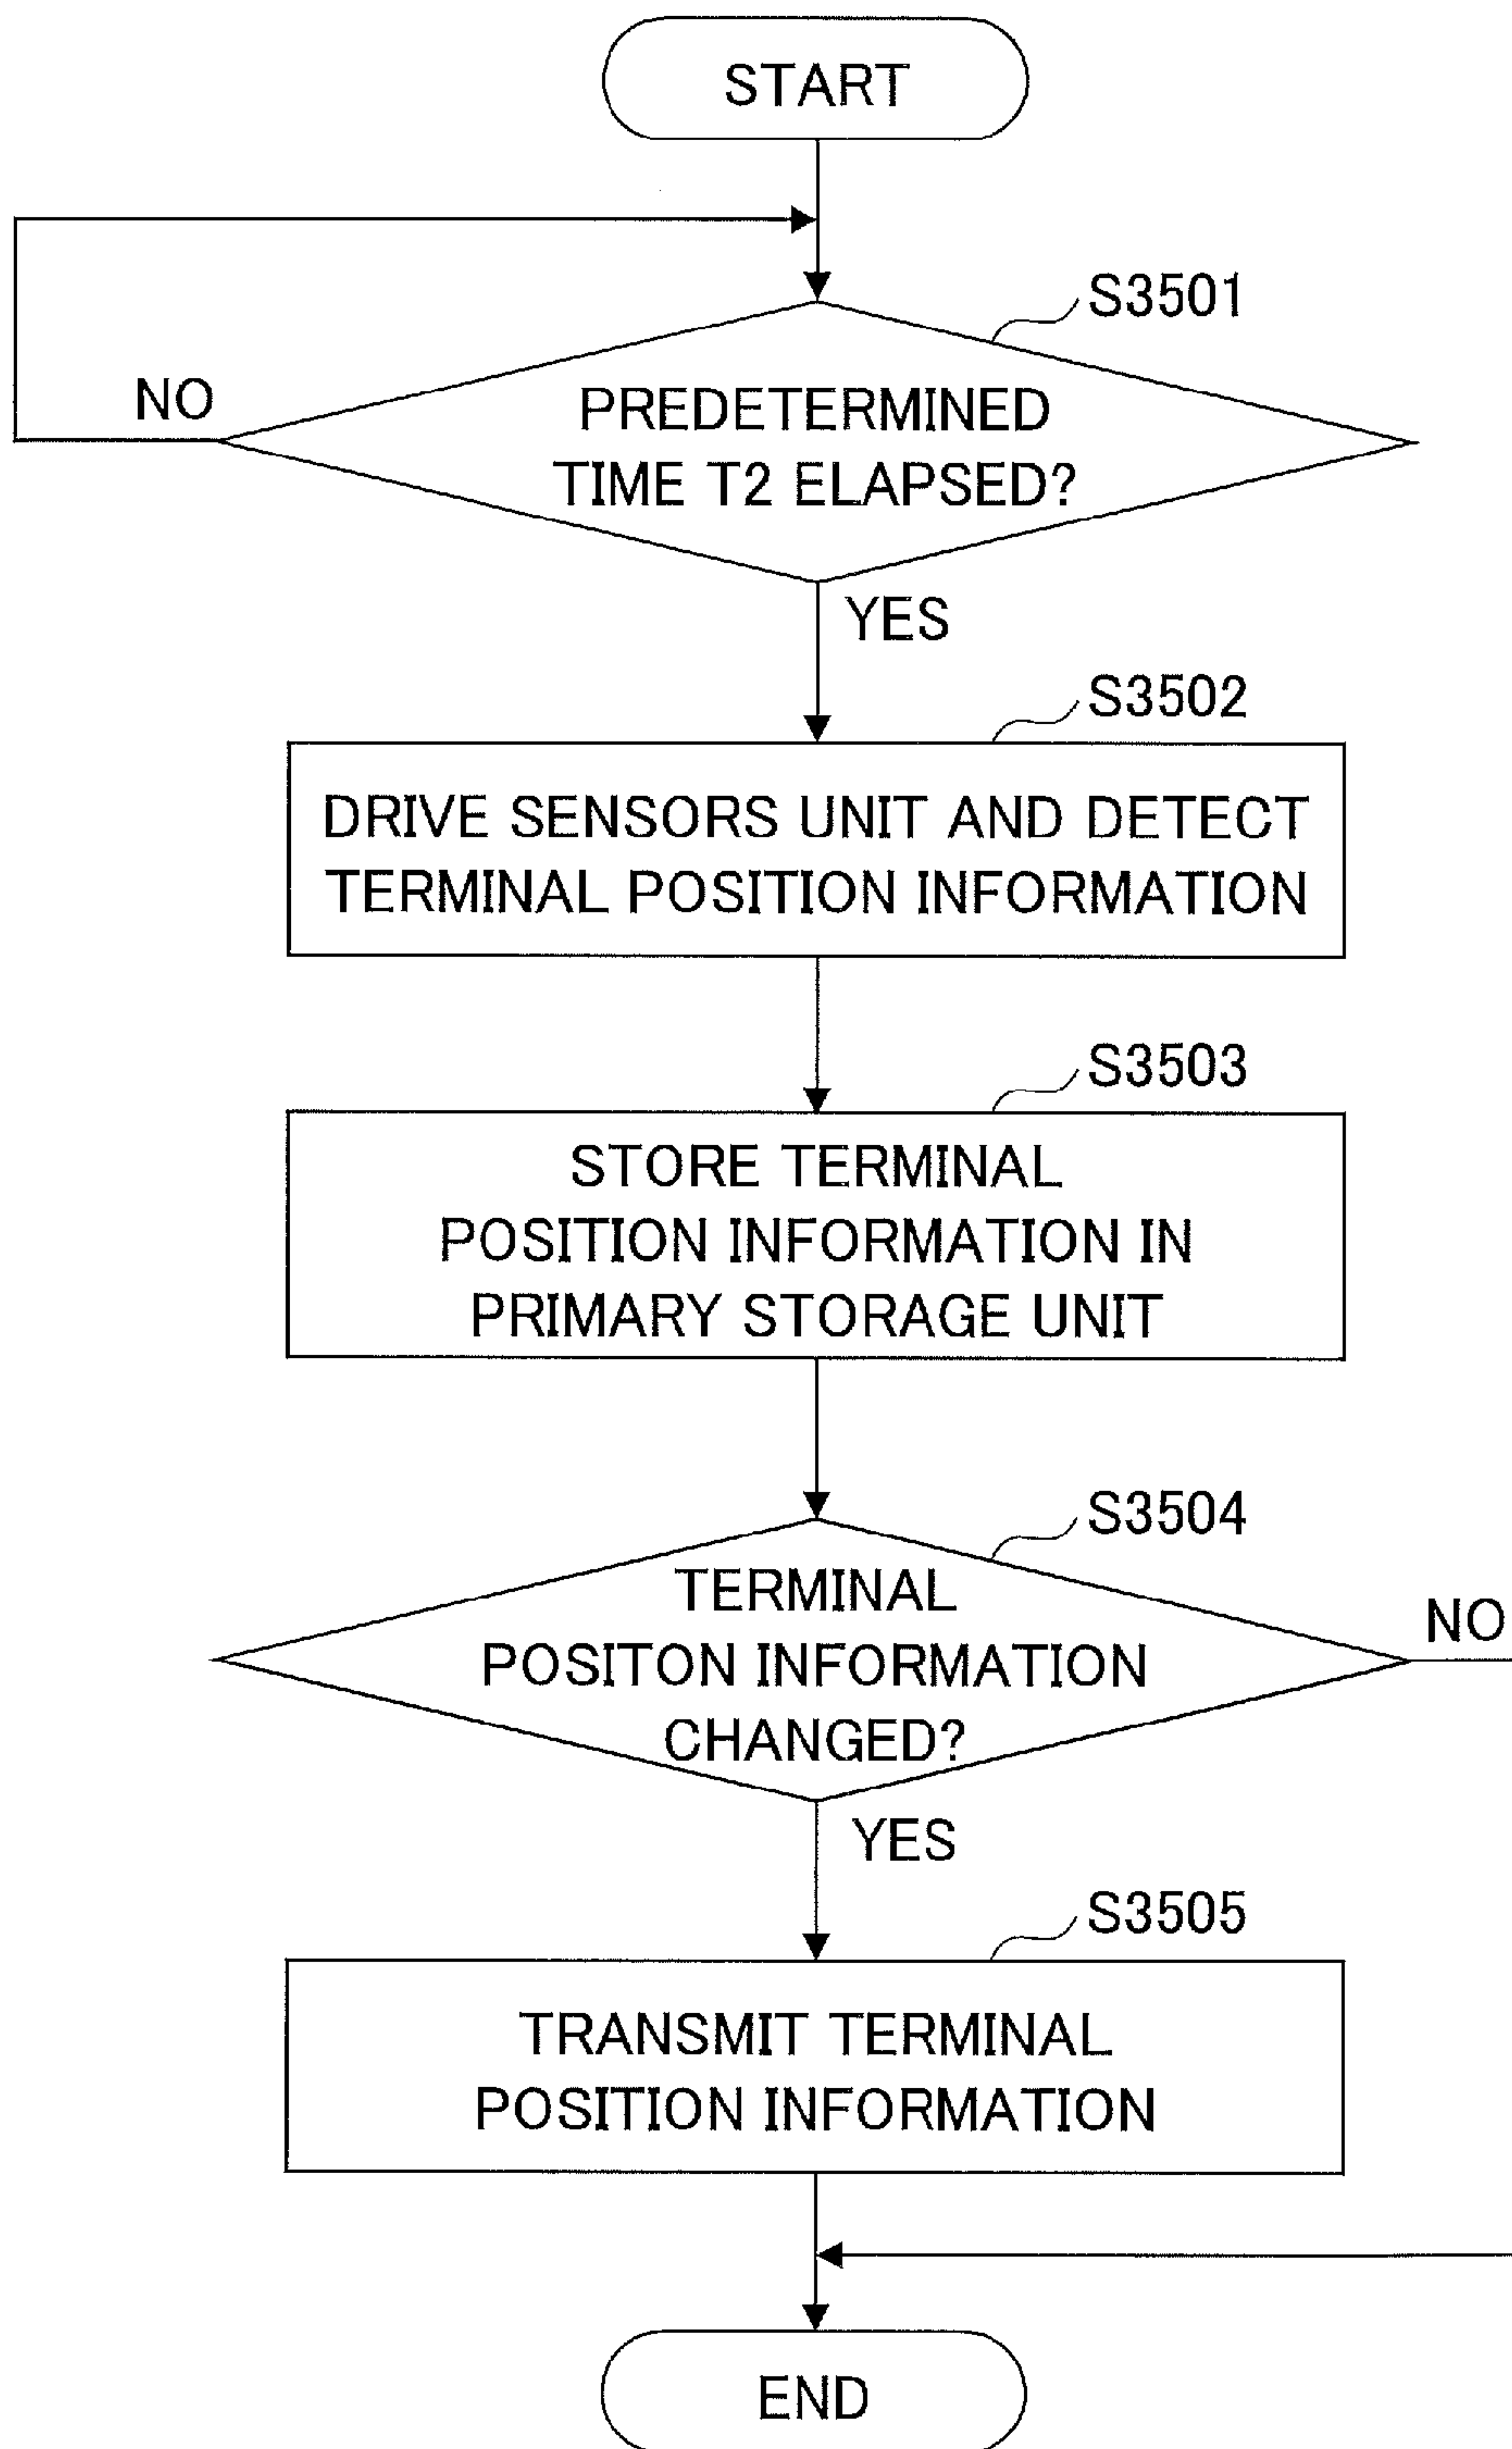 START
S3501
NO
PREDETERMINED
TIME T2 ELAPSED?
YES
S3502
DRIVE SENSORS UNIT AND DETECT
TERMINAL POSITION INFORMATION
S3503
STORE TERMINAL
POSITION INFORMATION IN
PRIMARY STORAGE UNIT
S3504
TERMINAL
POSITON INFORMATION
CHANGED?
NO
YES
S3505
TRANSMIT TERMINAL
POSITION INFORMATION
END